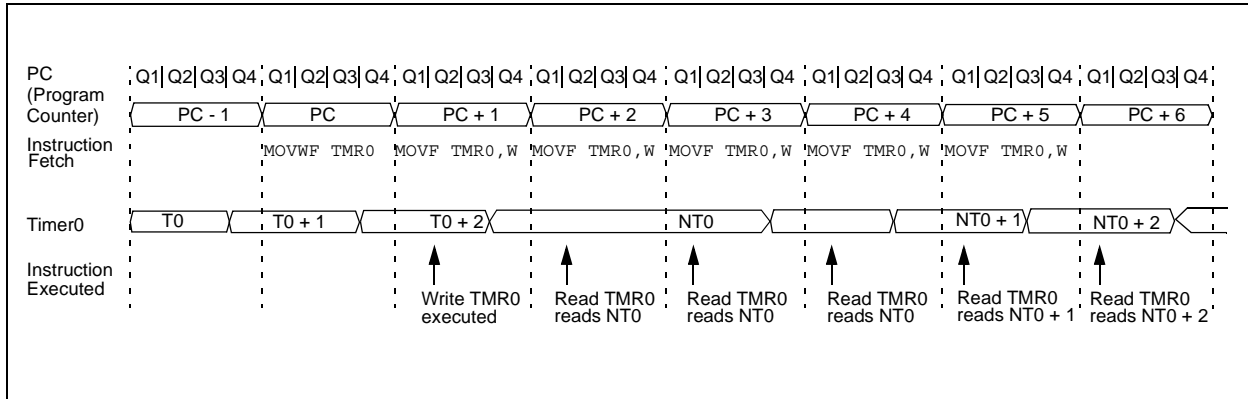 PC
(Program
Counter)
Q1 Q2 Q3 Q4 Q1 Q2 Q3 Q4 Q1 Q2 Q3 Q4 Q1 Q2 Q3 Q4 Q1 Q2 Q3 Q4 Q1 Q2 Q3 Q4 Q1 Q2 Q3 Q4 Q1 Q2 Q3 Q4
PC - 1 PC PC + 1 PC + 2 PC + 3 PC + 4 PC + 5 PC + 6
Instruction
Fetch
MOVWF TMR0 MOVF TMR0,W MOVF TMR0,W MOVF TMR0,W MOVF TMR0,W MOVF TMR0,W
Timer0
T0 T0 + 1 T0 + 2 NT0 NT0 + 1 NT0 + 2
Instruction
Executed
Write TMR0
executed
Read TMR0
reads NT0
Read TMR0
reads NT0
Read TMR0
reads NT0
Read TMR0
reads NT0 + 1
Read TMR0
reads NT0 + 2